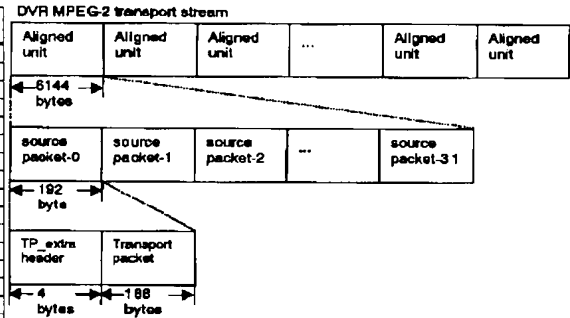 DVR MPEG-2 transport stream
Aligned unit
Aligned unit
Aligned unit
...
Aligned unit
Aligned unit
6144 bytes
source packet-0
source packet-1
source packet-2
...
source packet-31
192 byte
TP_extra header
Transport packet
4 bytes
188 bytes